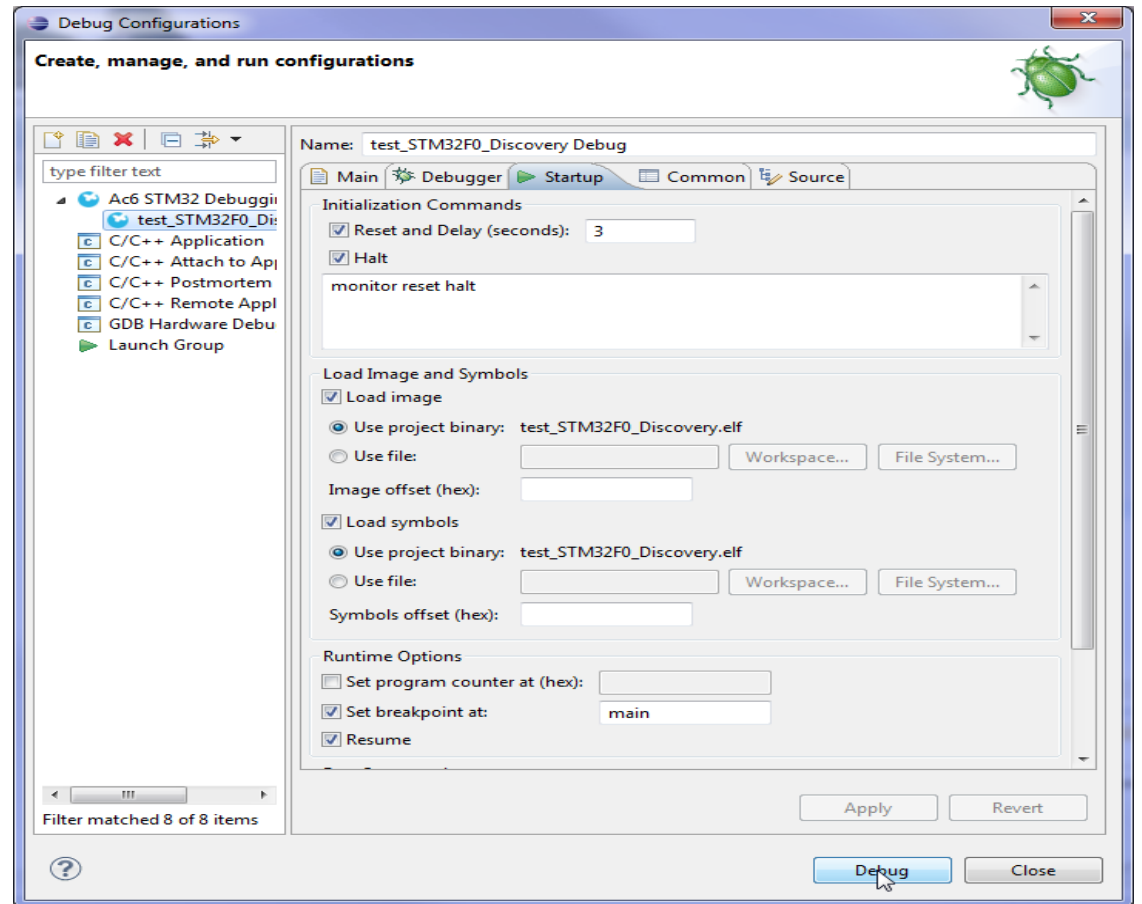 Debug Configurations
Create, manage, and run configurations
type filter text
Ac6 STM32 Debuggin
test_STM32F0_Dis
C/C++ Application
C/C++ Attach to App
C/C++ Postmortem
C/C++ Remote Appl
GDB Hardware Debu
Launch Group
Filter matched 8 of 8 items
Name: test_STM32F0_Discovery Debug
Main Debugger Startup Common Source
Initialization Commands
Reset and Delay (seconds): 3
Halt
monitor reset halt
Load Image and Symbols
Load image
Use project binary: test_STM32F0_Discovery.elf
Use file: Workspace... File System...
Image offset (hex):
Load symbols
Use project binary: test_STM32F0_Discovery.elf
Use file: Workspace... File System...
Symbols offset (hex):
Runtime Options
Set program counter at (hex):
Set breakpoint at: main
Resume
Apply Revert
Debug Close